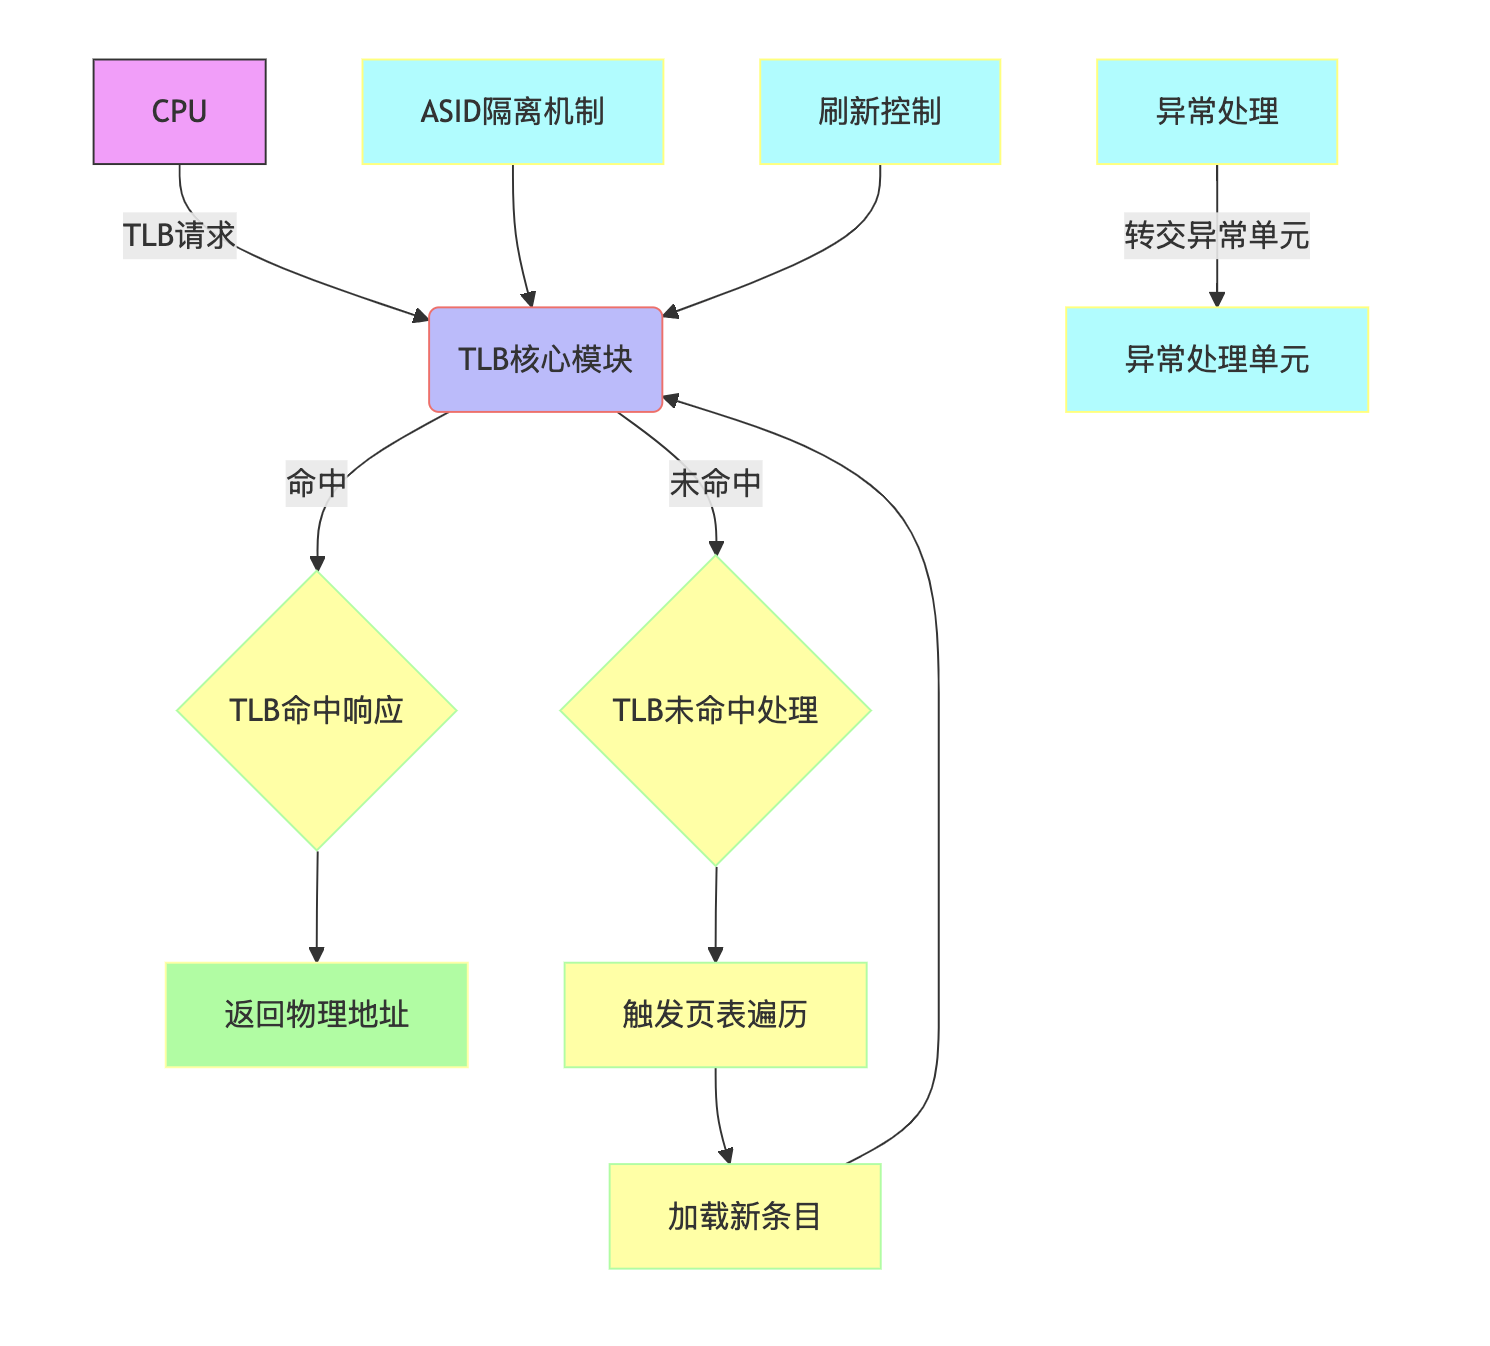 CPU
ASID隔离机制
刷新控制
异常处理
TLB请求
转交异常单元
TLB核心模块
异常处理单元
命中
未命中
TLB命中响应
TLB未命中处理
返回物理地址
触发页表遍历
加载新条目